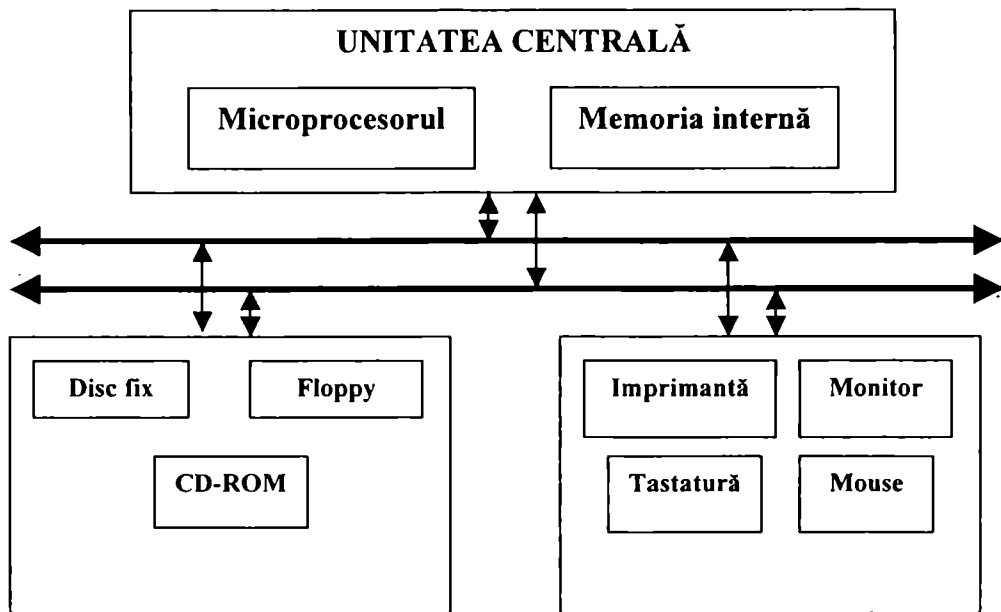 UNITATEA CENTRALĂ
Microprocesorul
Memoria internă
Disc fix
Floppy
CD-ROM
Imprimantă
Monitor
Tastatură
Mouse